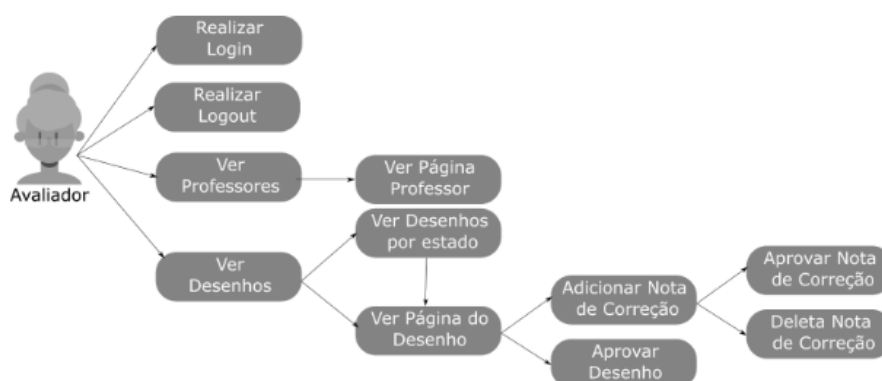 Realizar
Login
Realizar
Logout
Avaliador
Ver
Professores
Ver Página
Professor
Ver
Desenhos
Ver Desenhos
por estado
Ver Página do
Desenho
Adicionar Nota
de Correção
Aprovar
Desenho
Aprovar Nota
de Correção
Deleta Nota
de Correção